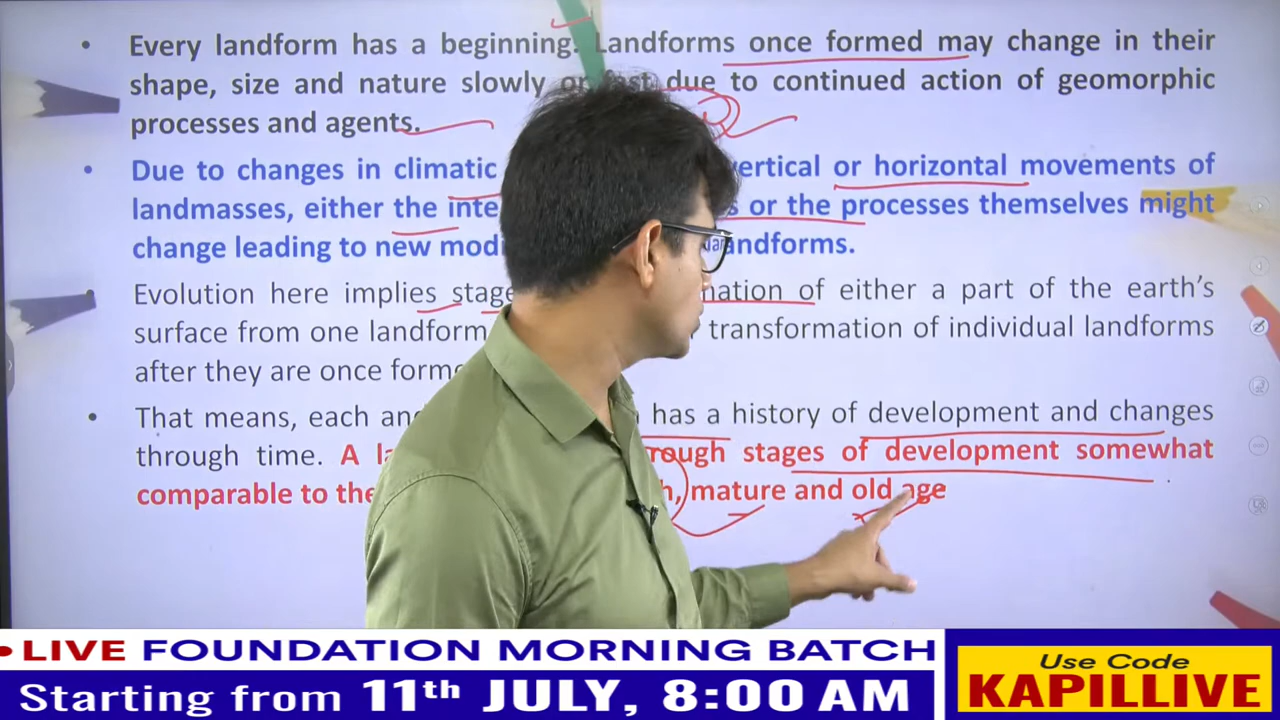 • Every landform has a beginning. Landforms once formed may change in their
shape, size and nature slowly or fast due to continued action of geomorphic
processes and agents.
• Due to changes in climatic vertical or horizontal movements of
landmasses, either the inte s or the processes themselves might
change leading to new modi landforms.
• Evolution here implies stag mation of either a part of the earth's
surface from one landform transformation of individual landforms
after they are once forme
• That means, each and has a history of development and changes
through time. A la rough stages of development somewhat
comparable to the h, mature and old age
• LIVE FOUNDATION MORNING BATCH
Starting from 11th JULY, 8:00 AM
Use Code
KAPILLIVE